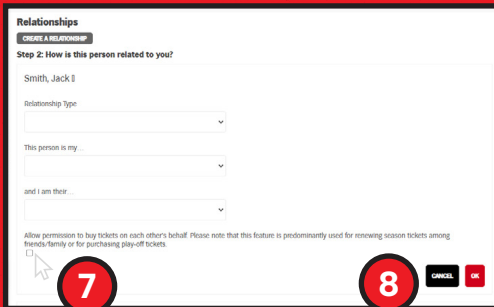 Relationships
CREATE A RELATIONSHIP
Step 2: How is this person related to you?
Smith, Jack ▯
Relationship Type
This person is my...
and I am their...
Allow permission to buy tickets on each other's behalf. Please note that this feature is predominantly used for renewing season tickets among
friends/family or for purchasing play-off tickets.
7
8
CANCEL
OK